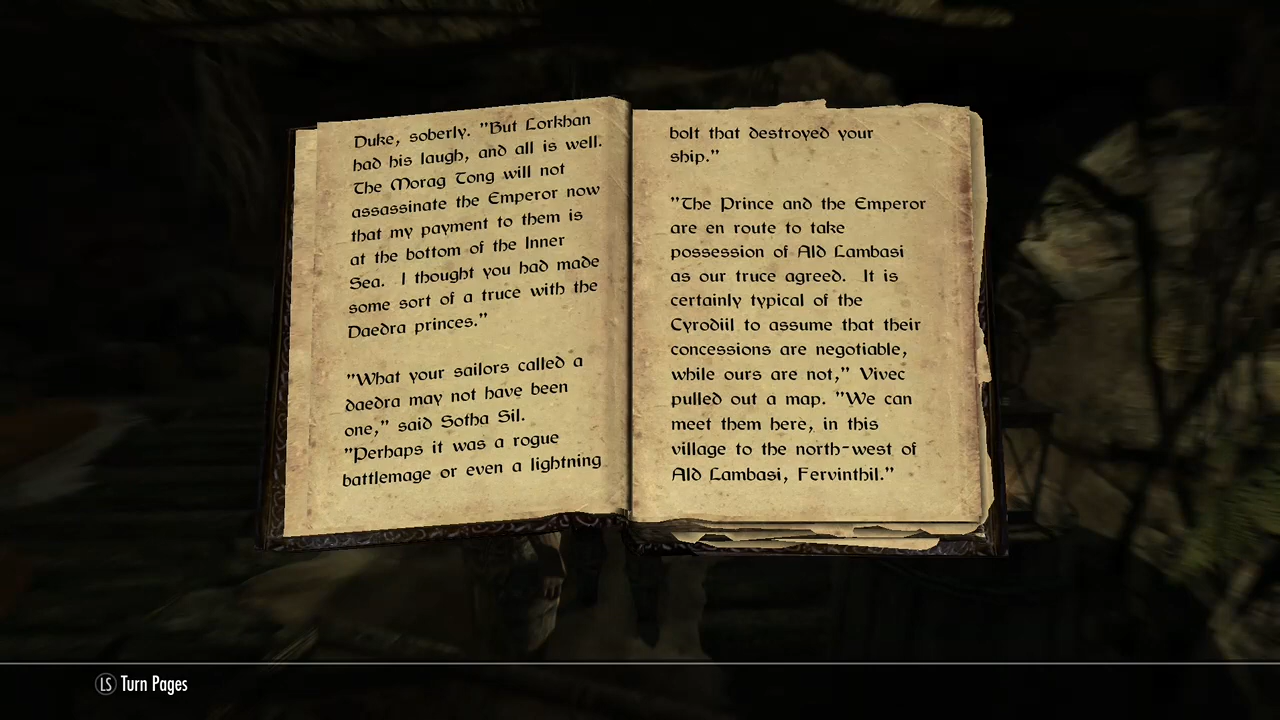 Duke, soberly. "But Lorkhan
had his laugh, and all is well.
The Morag Tong will not
assassinate the Emperor now
that my payment to them is
at the bottom of the Inner
Sea.  I thought you had made
some sort of a truce with the
Daedra princes."
"What your sailors called a
daedra may not have been
one," said Sotha Sil.
"Perhaps it was a rogue
battlemage or even a lightning
bolt that destroyed your
ship."
"The Prince and the Emperor
are en route to take
possession of Ald Lambasi
as our truce agreed.  It is
certainly typical of the
Cyrodiil to assume that their
concessions are negotiable,
while ours are not," Vivec
pulled out a map. "We can
meet them here, in this
village to the north-west of
Ald Lambasi, Fervinthil."
LS Turn Pages